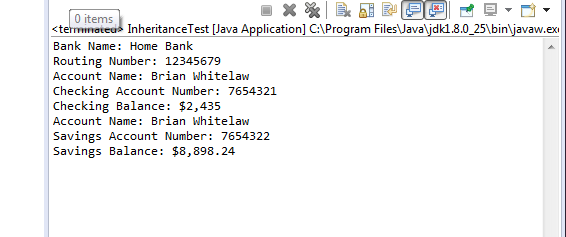 0 items
<terminated> InheritanceTest [Java Application] C:\Program Files\Java\jdk1.8.0_25\bin\javaw.exe
Bank Name: Home Bank
Routing Number: 12345679
Account Name: Brian Whitelaw
Checking Account Number: 7654321
Checking Balance: $2,435
Account Name: Brian Whitelaw
Savings Account Number: 7654322
Savings Balance: $8,898.24